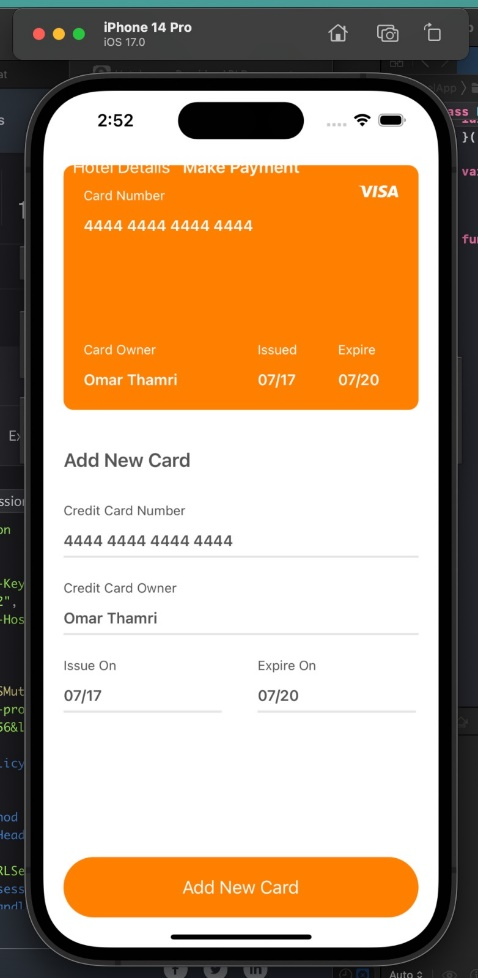 iPhone 14 Pro
iOS 17.0
2:52
Hotel Details Make Payment
Card Number
VISA
4444 4444 4444 4444
Card Owner Issued Expire
Omar Thamri 07/17 07/20
Add New Card
Credit Card Number
4444 4444 4444 4444
Credit Card Owner
Omar Thamri
Issue On Expire On
07/17 07/20
Add New Card
Auto